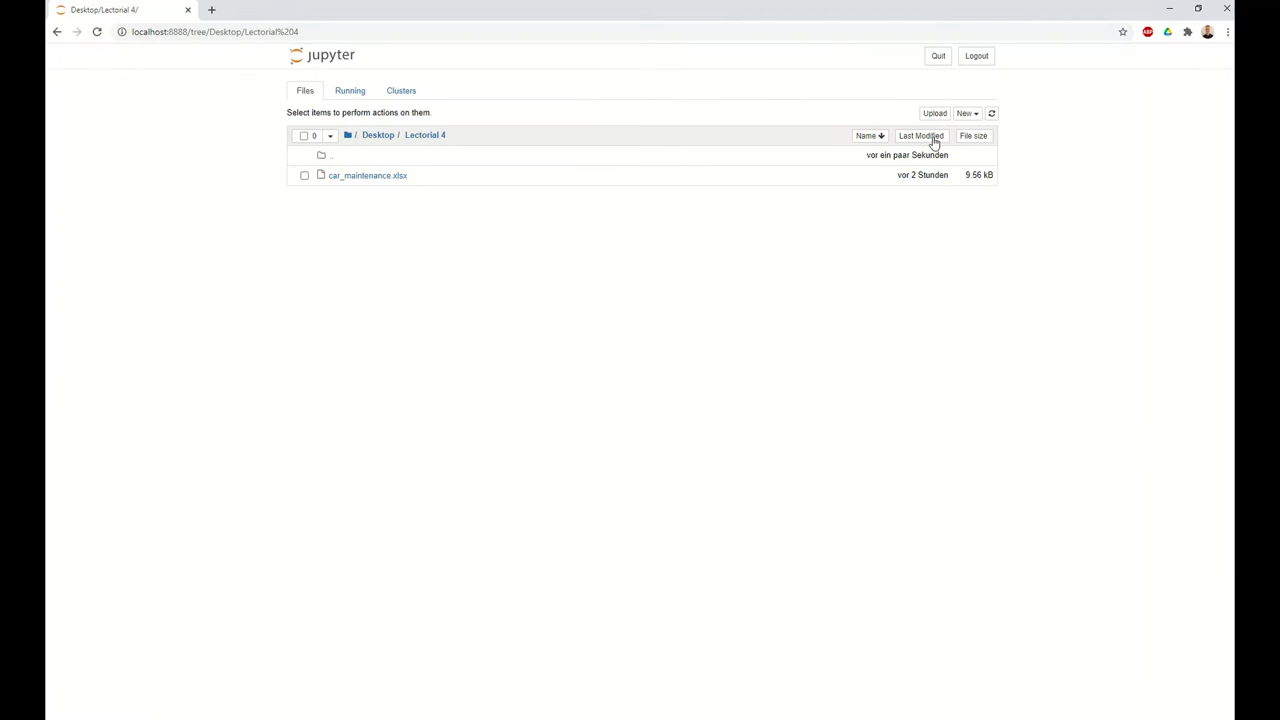 Desktop/Lectorial 4/
localhost:8888/tree/Desktop/Lectorial%204
ABP
jupyter
Quit Logout
Files Running Clusters
Select items to perform actions on them.
Upload New
0 / Desktop / Lectorial 4 Name Last Modified File size
.. vor ein paar Sekunden
car_maintenance.xlsx vor 2 Stunden 9.56 kB